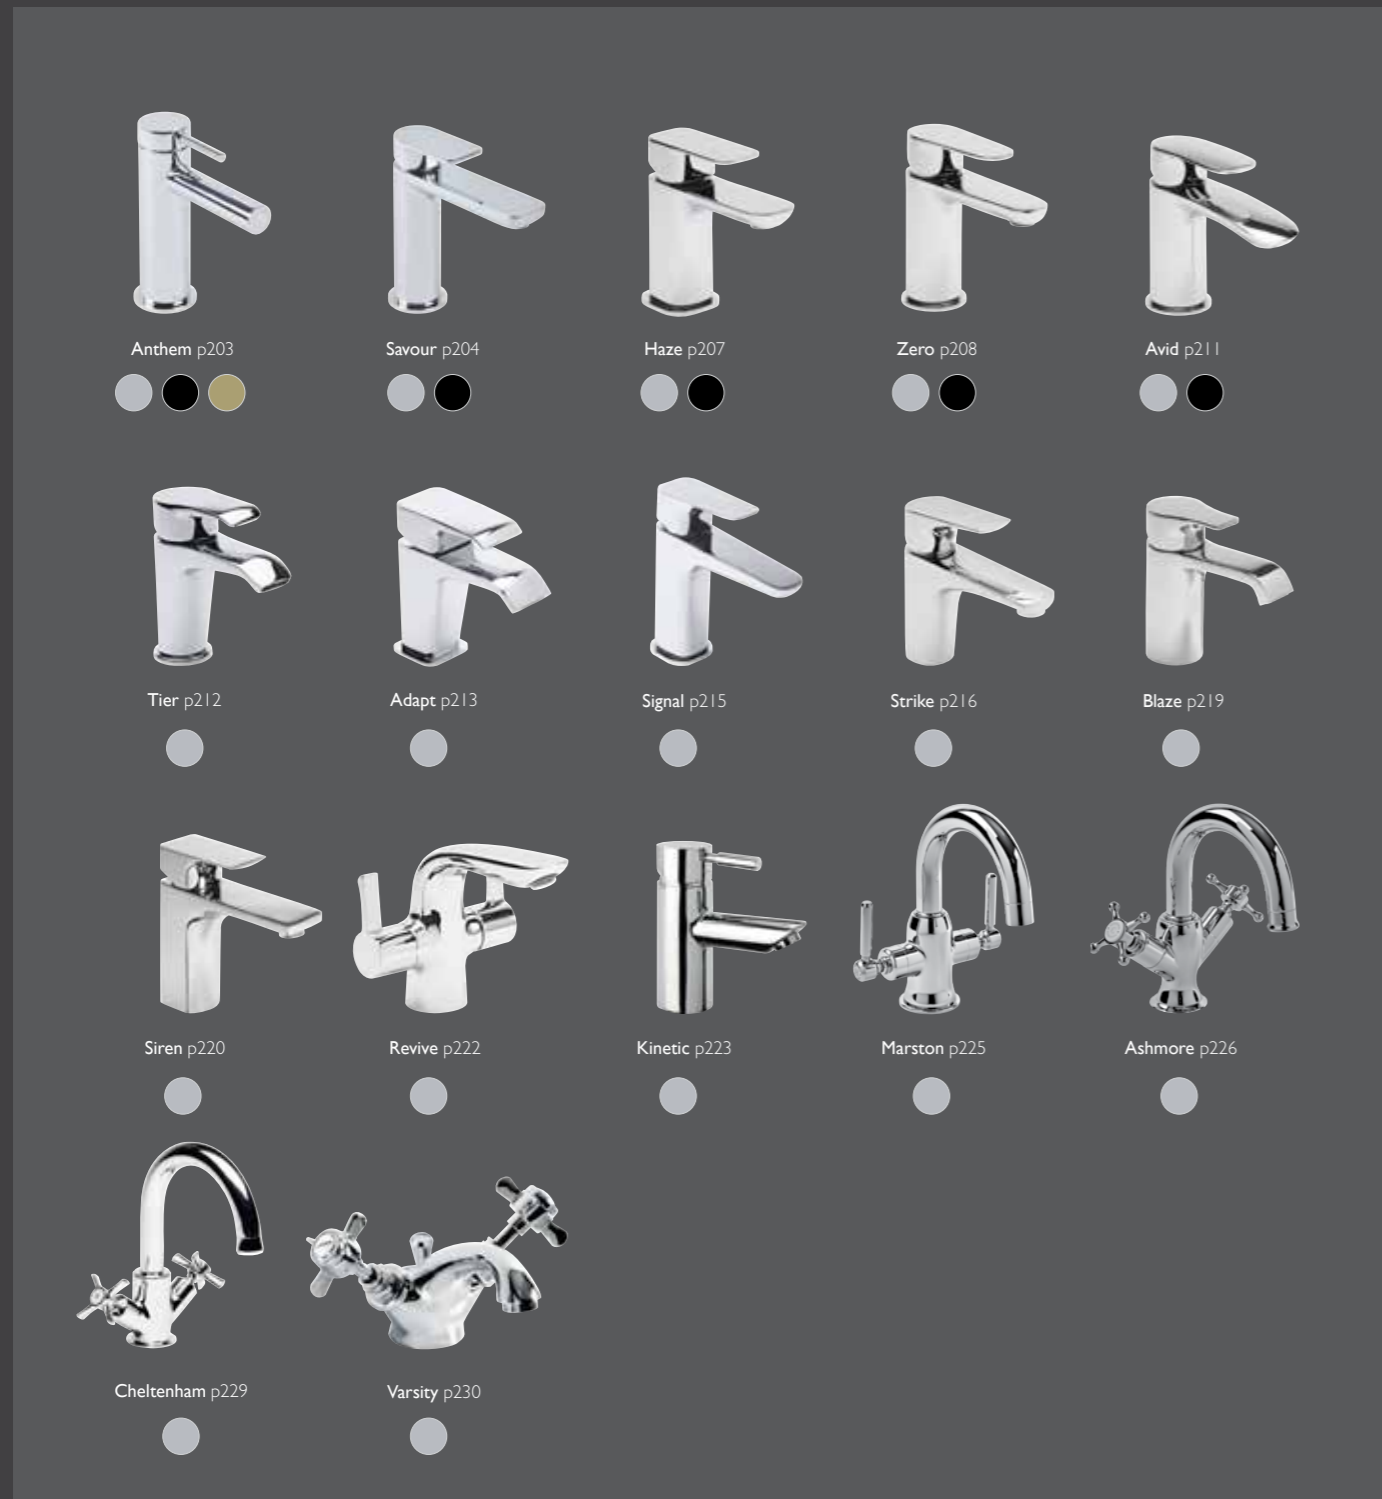 Anthem p203
Savour p204
Haze p207
Zero p208
Avid p211
Tier p212
Adapt p213
Signal p215
Strike p216
Blaze p219
Siren p220
Revive p222
Kinetic p223
Marston p225
Ashmore p226
Cheltenham p229
Varsity p230